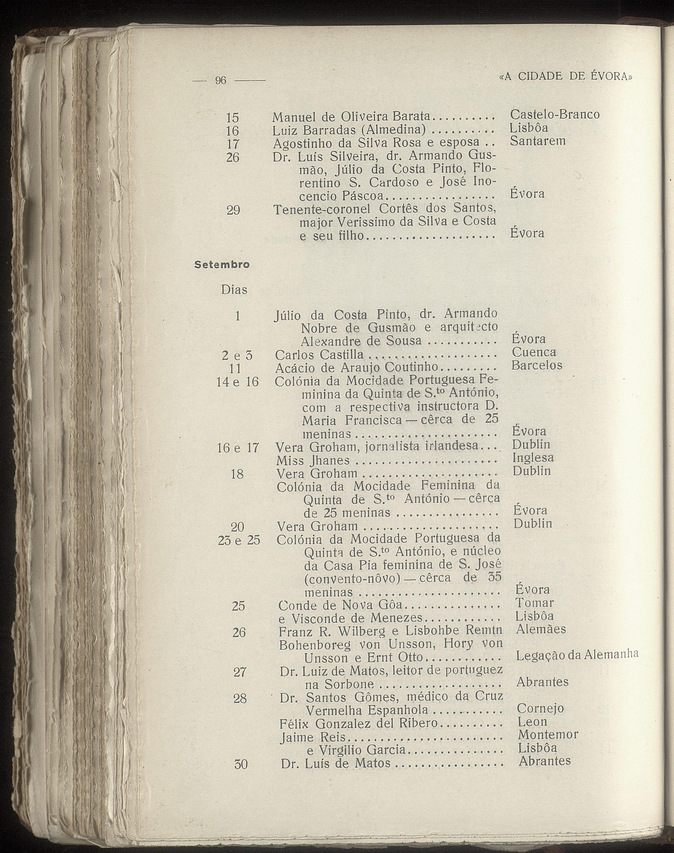 — 96 —— «A CIDADE DE ÉVORA»
15 Manuel de Oliveira Barata.......... Castelo-Branco
16 Luiz Barradas (Almedina) .......... Lisbôa
17 Agostinho da Silva Rosa e esposa .. Santarem
26 Dr. Luís Silveira, dr. Armando Gus-
mão, Júlio da Costa Pinto, Flo-
rentino S. Cardoso e José Ino-
cencio Páscoa................. Évora
29 Tenente-coronel Cortês dos Santos,
major Verissimo da Silva e Costa
e seu filho.................... Évora
Setembro
Dias
1 Júlio da Costa Pinto, dr. Armando
Nobre de Gusmão e arquitecto
Alexandre de Sousa ........... Évora
2 e 3 Carlos Castilla .................... Cuenca
11 Acácio de Araujo Coutinho......... Barcelos
14 e 16 Colónia da Mocidade Portuguesa Fe-
minina da Quinta de S.to António,
com a respectiva instructora D.
Maria Francisca — cêrca de 25
meninas ...................... Évora
16 e 17 Vera Groham, jornalista irlandesa... Dublin
Miss Jhanes ...................... Inglesa
18 Vera Groham ..................... Dublin
Colónia da Mocidade Feminina da
Quinta de S.to António — cêrca
de 25 meninas ................ Évora
20 Vera Groham ..................... Dublin
23 e 25 Colónia da Mocidade Portuguesa da
Quinta de S.to António, e núcleo
da Casa Pia feminina de S. José
(convento-nôvo) — cêrca de 35
meninas ...................... Évora
25 Conde de Nova Gôa............... Tomar
e Visconde de Menezes............ Lisbôa
26 Franz R. Wilberg e Lisbohbe Remtn Alemães
Bohenboreg von Unsson, Hory von
Unsson e Ernt Otto............ Legação da Alemanha
27 Dr. Luiz de Matos, leitor de portuguez
na Sorbone ................... Abrantes
28 Dr. Santos Gômes, médico da Cruz
Vermelha Espanhola ........... Cornejo
Félix Gonzalez del Ribero.......... Leon
Jaime Reis........................ Montemor
e Virgilio Garcia............... Lisbôa
30 Dr. Luís de Matos ................. Abrantes